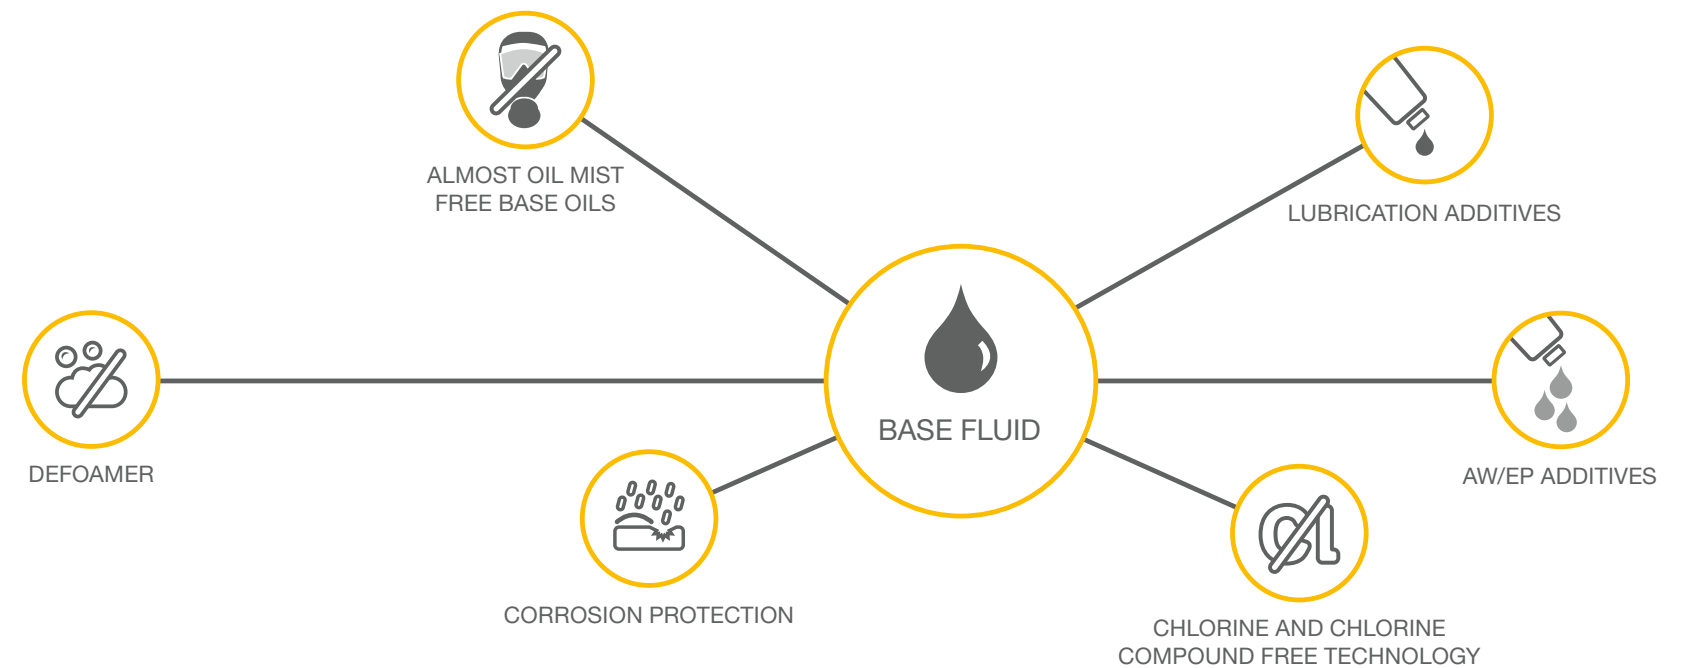 ALMOST OIL MIST
FREE BASE OILS
LUBRICATION ADDITIVES
BASE FLUID
DEFOAMER
AW/EP ADDITIVES
CORROSION PROTECTION
Cl
CHLORINE AND CHLORINE
COMPOUND FREE TECHNOLOGY